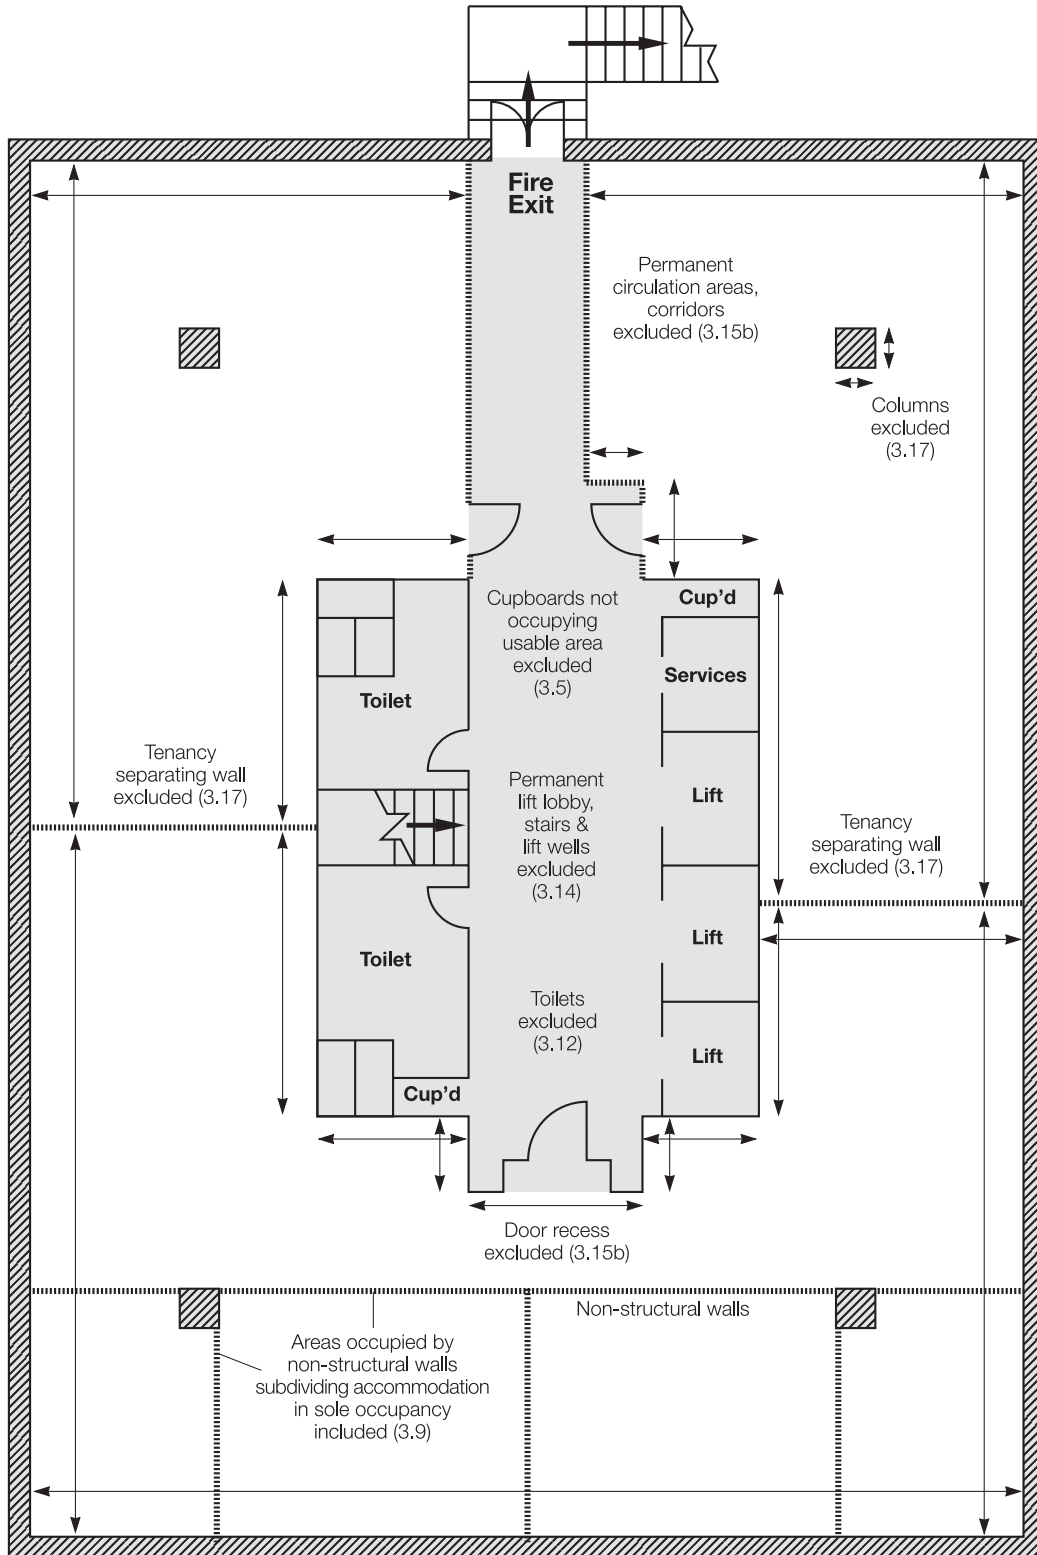 Fire
Exit
Permanent
circulation areas,
corridors
excluded (3.15b)
Columns
excluded
(3.17)
Cupboards not
occupying
usable area
excluded
(3.5)
Cup'd
Services
Toilet
Tenancy
separating wall
excluded (3.17)
Permanent
lift lobby,
stairs &
lift wells
excluded
(3.14)
Lift
Tenancy
separating wall
excluded (3.17)
Lift
Toilet
Toilets
excluded
(3.12)
Lift
Cup'd
Door recess
excluded (3.15b)
Non-structural walls
Areas occupied by
non-structural walls
subdividing accommodation
in sole occupancy
included (3.9)